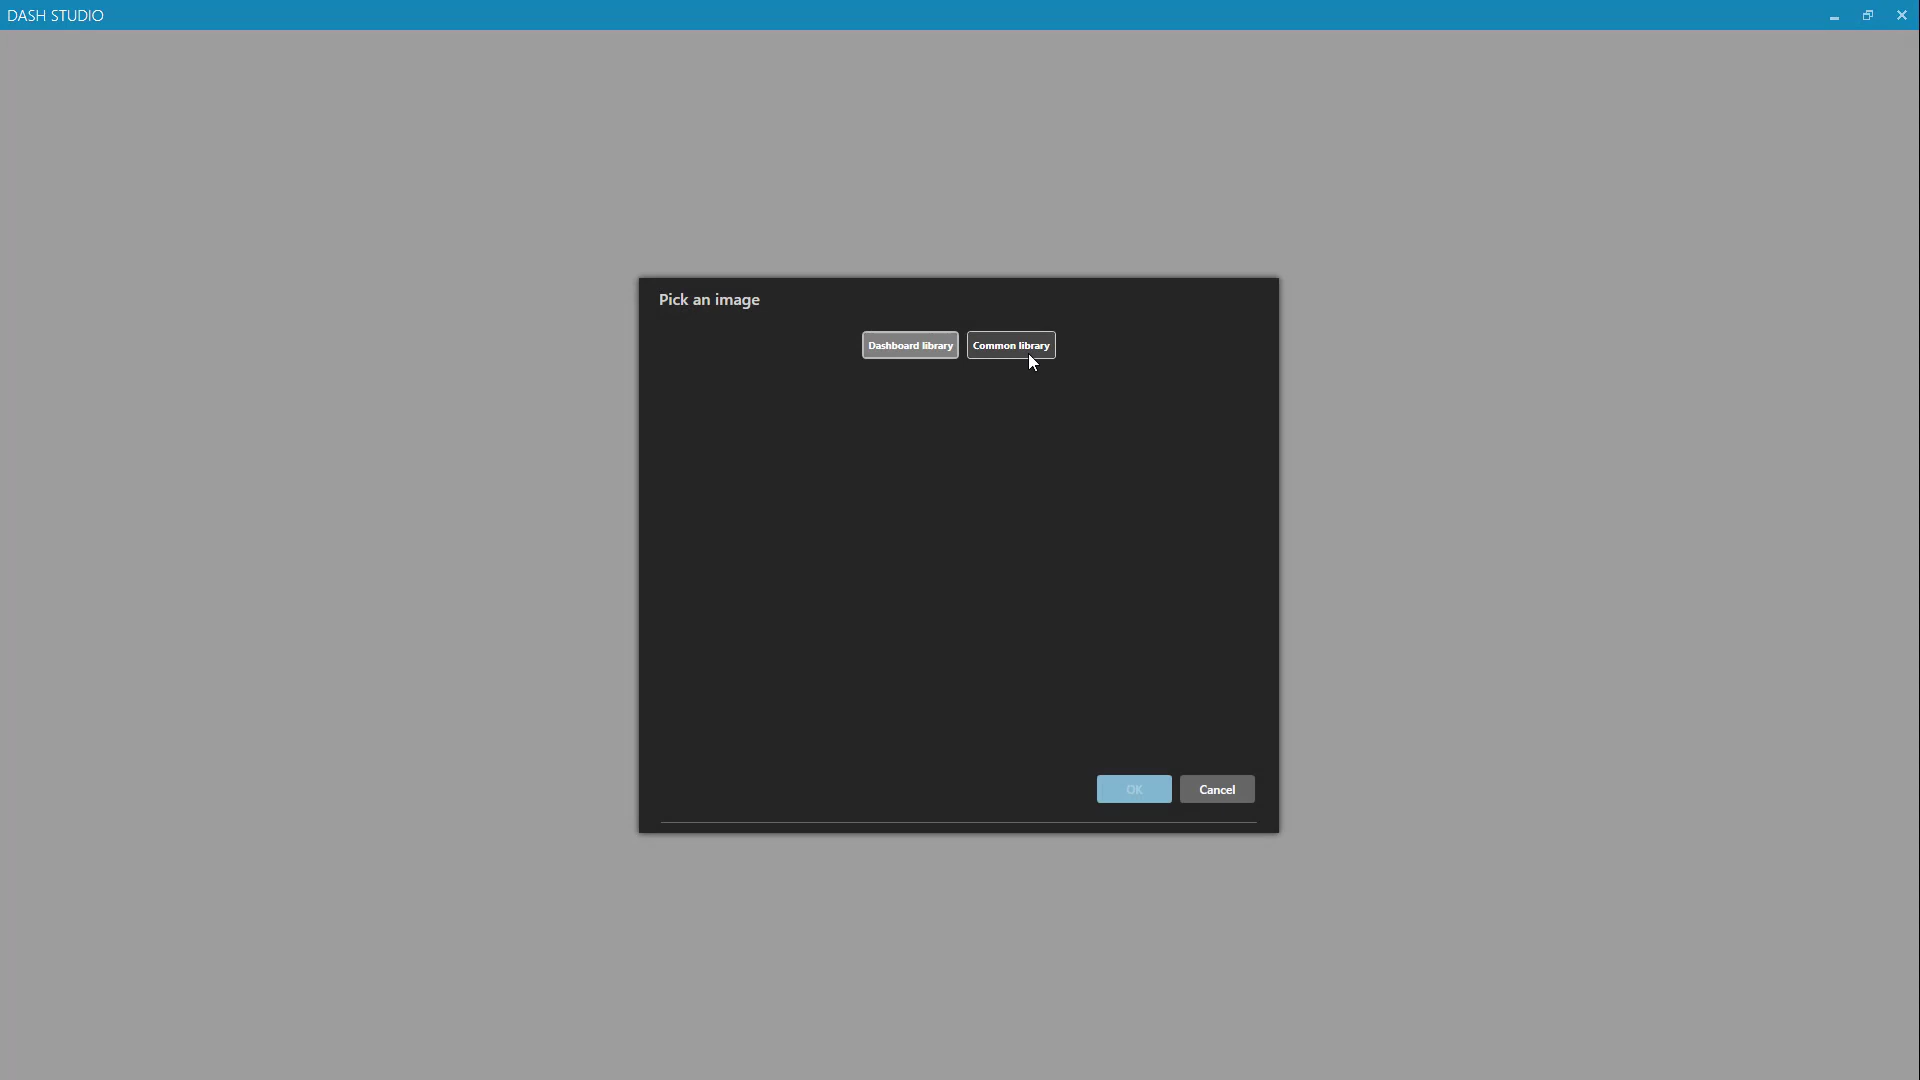 DASH STUDIO
Pick an image
Dashboard library
Common library
OK
Cancel